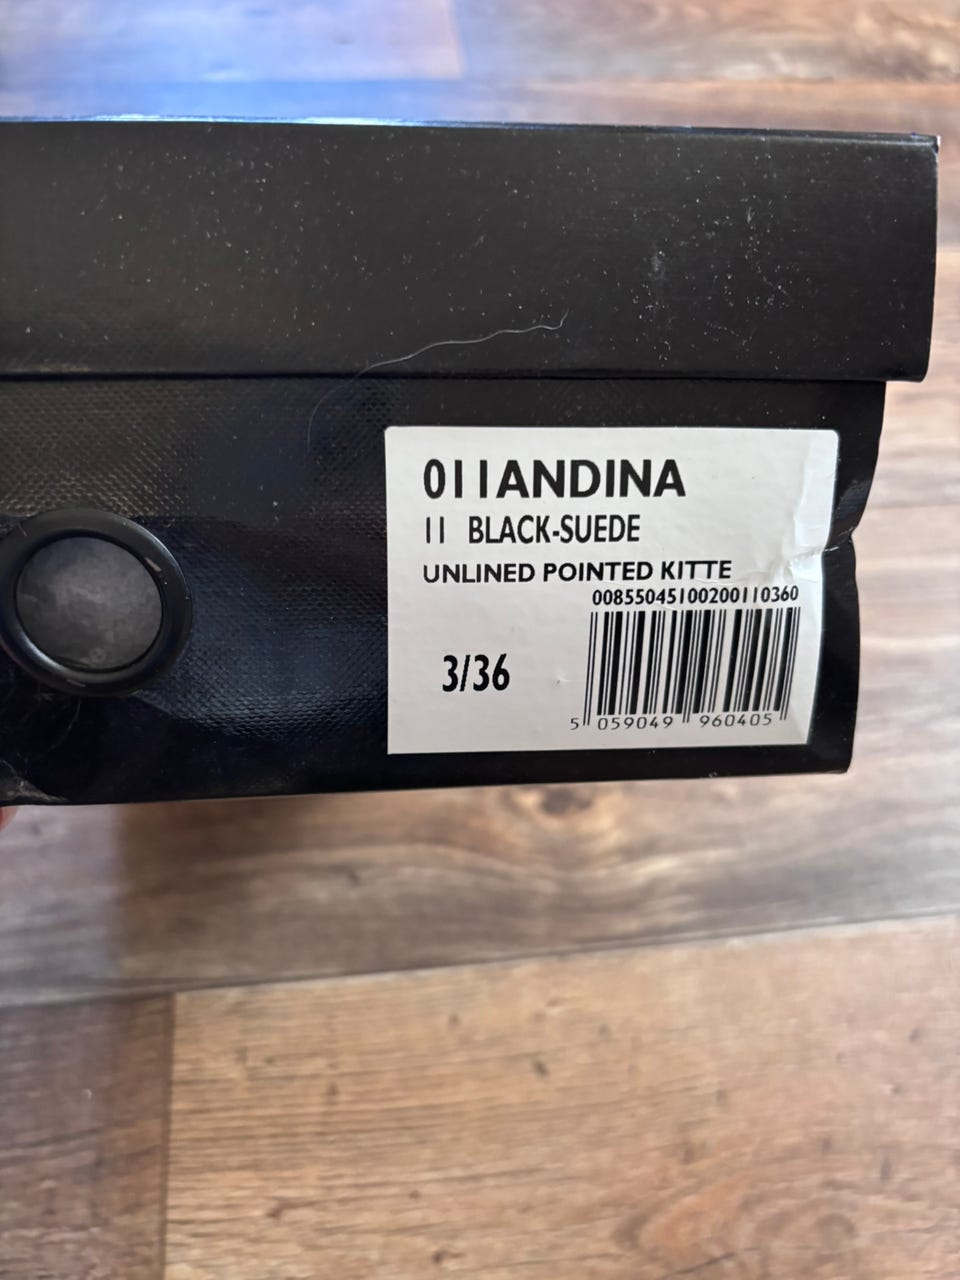 011ANDINA
11 BLACK-SUEDE
UNLINED POINTED KITTE
00855045100200110360
3/36
5 059049 960405